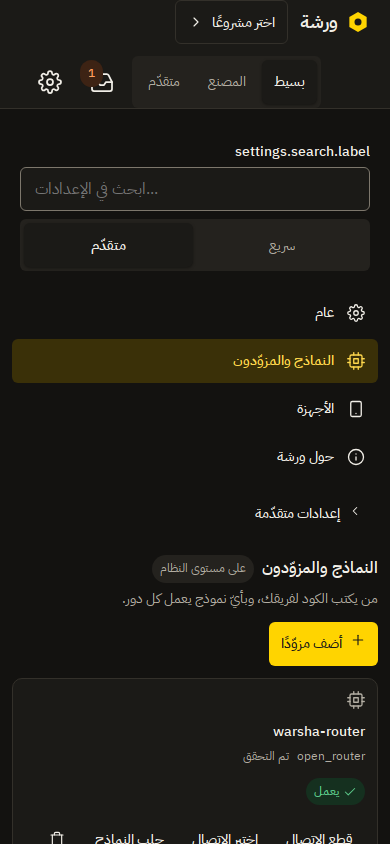 ورشة
اختر مشروعًا
بسيط
المصنع
متقدّم
1
settings.search.label
ابحث في الإعدادات...
سريع
متقدّم
عام
النماذج والمزوّدون
الأجهزة
حول ورشة
إعدادات متقدّمة
النماذج والمزوّدون على مستوى النظام
من يكتب الكود لفريقك، وبأيّ نموذج يعمل كل دور.
أضف مزوّدًا
warsha-router
open_router تم التحقق
يعمل
قطع الاتصال
اختبر الاتصال
جلب النماذج